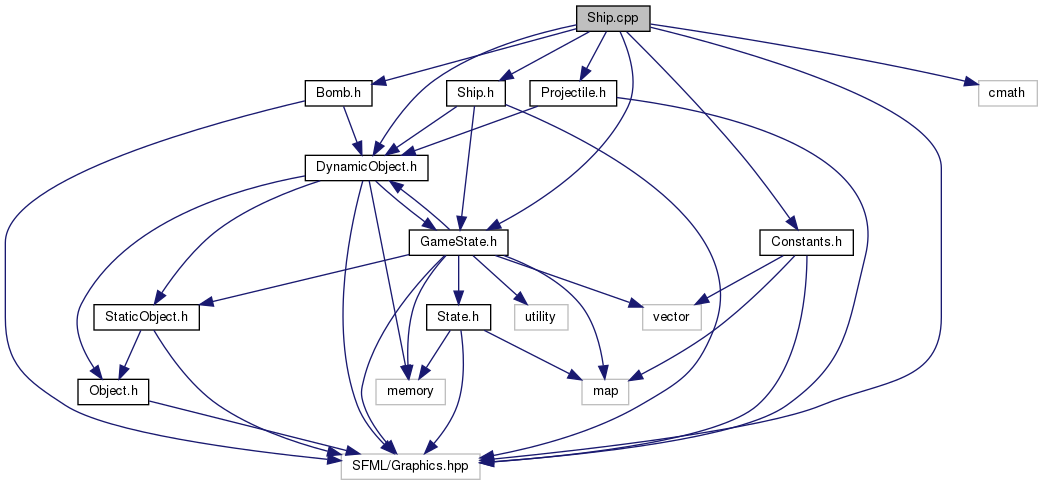 Ship.cpp
Bomb.h
Ship.h
Projectile.h
cmath
DynamicObject.h
GameState.h
Constants.h
StaticObject.h
State.h
utility
vector
Object.h
memory
map
SFML/Graphics.hpp